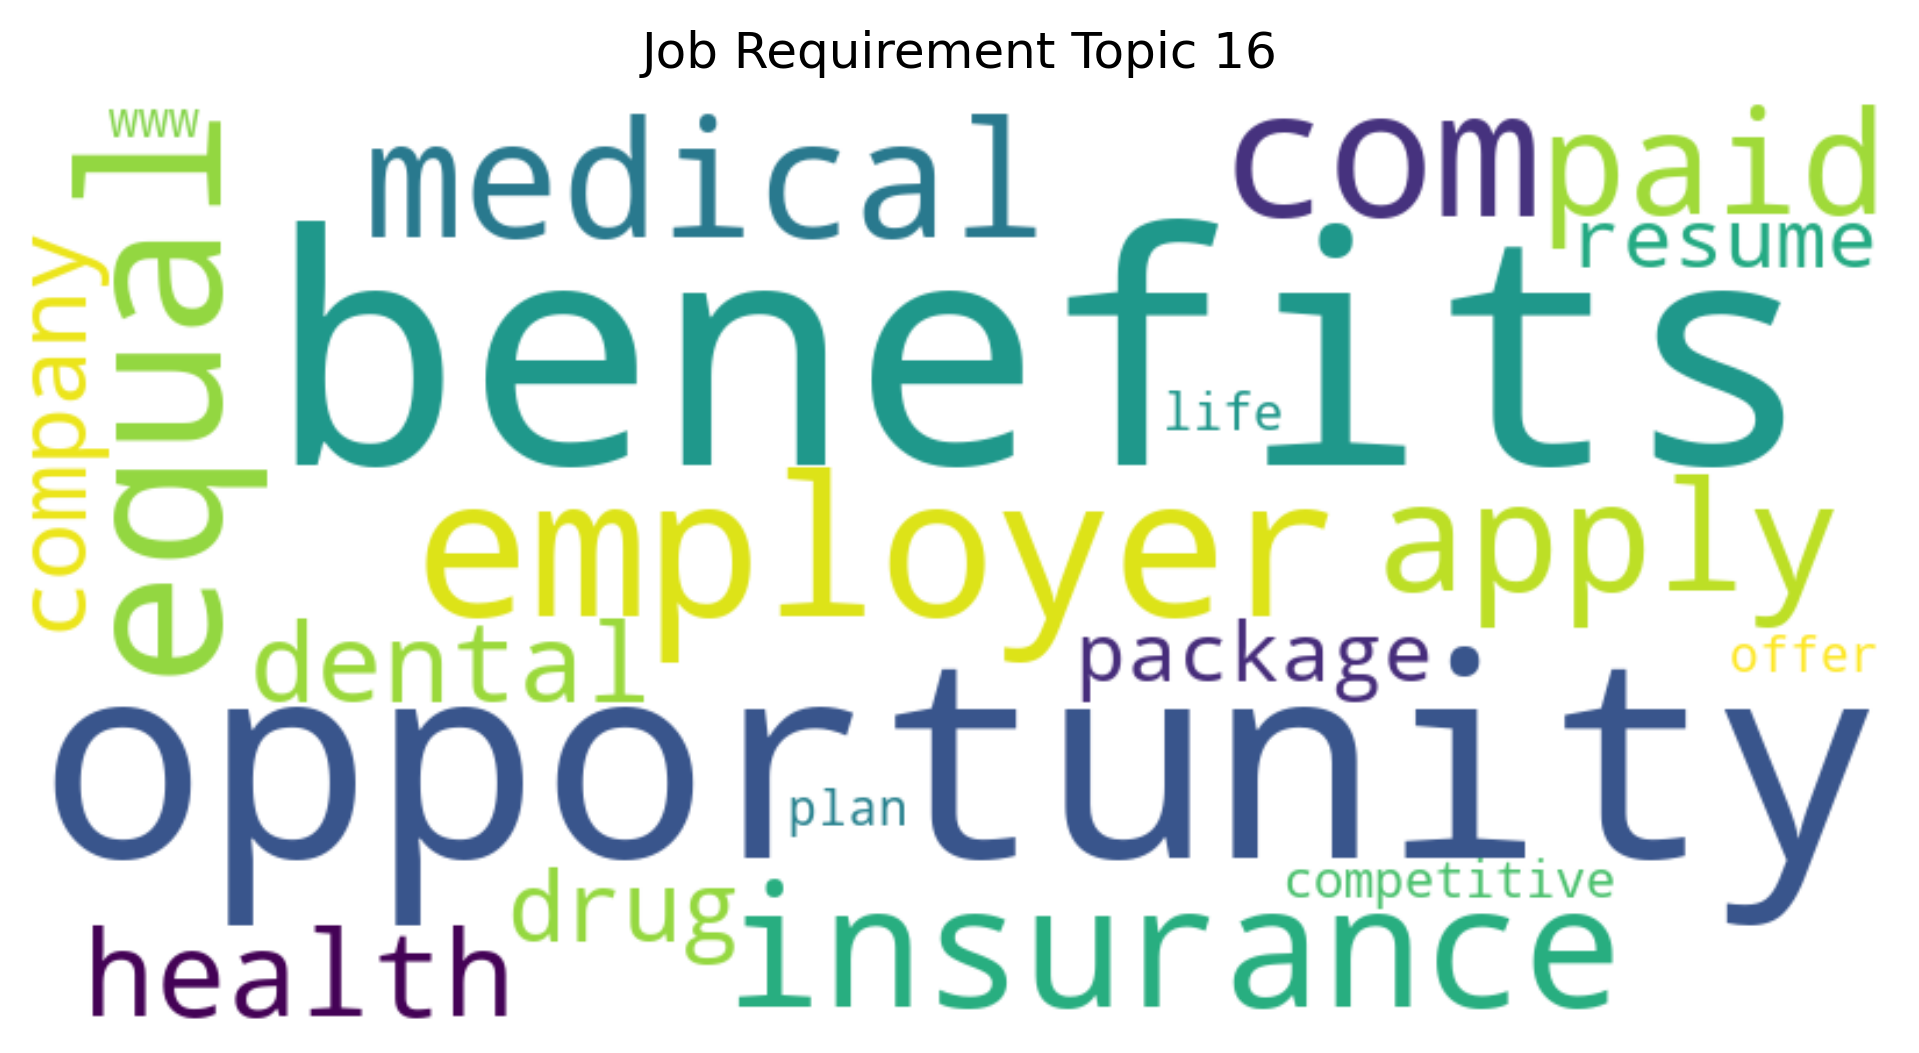 Job Requirement Topic 16
www
medical
com
paid
resume
equal
company
benefits
life
employer
apply
dental
package
offer
opportunity
plan
competitive
drug
insurance
health